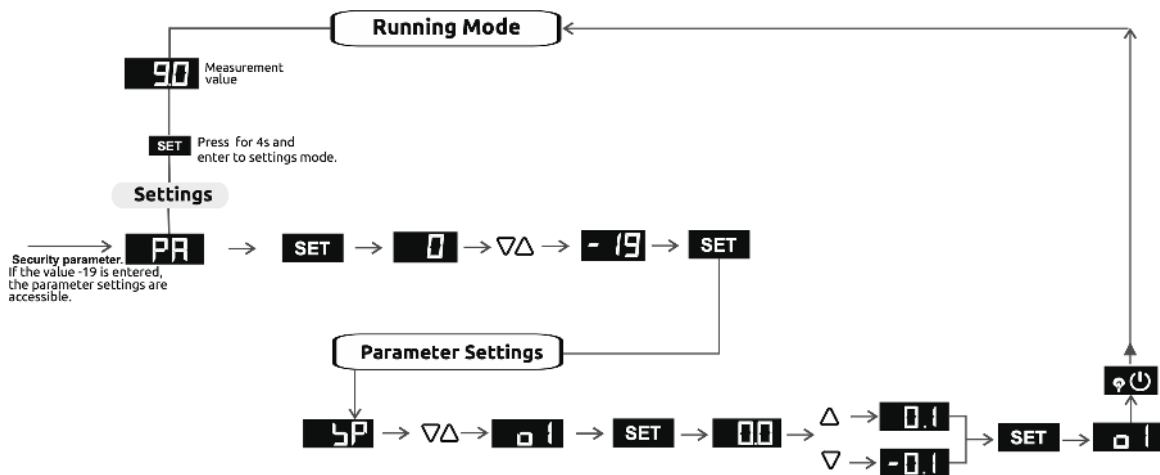 Running Mode
9.0
Measurement
value
SET
Press for 4s and
enter to settings mode.
Settings
PA
SET
0
-19
SET
Security parameter.
If the value -19 is entered,
the parameter settings are
accessible.
Parameter Settings
SP
o1
SET
0.0
0.1
-0.1
SET
o1